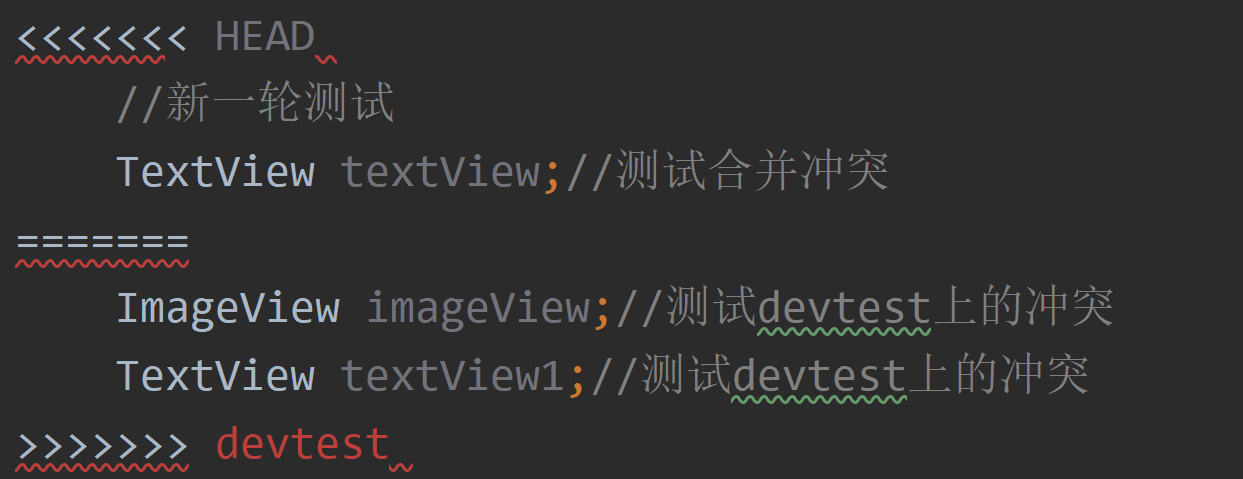 <<<<<<< HEAD
//新一轮测试
TextView textView;//测试合并冲突
=======
ImageView imageView;//测试devtest上的冲突
TextView textView1;//测试devtest上的冲突
>>>>>>> devtest